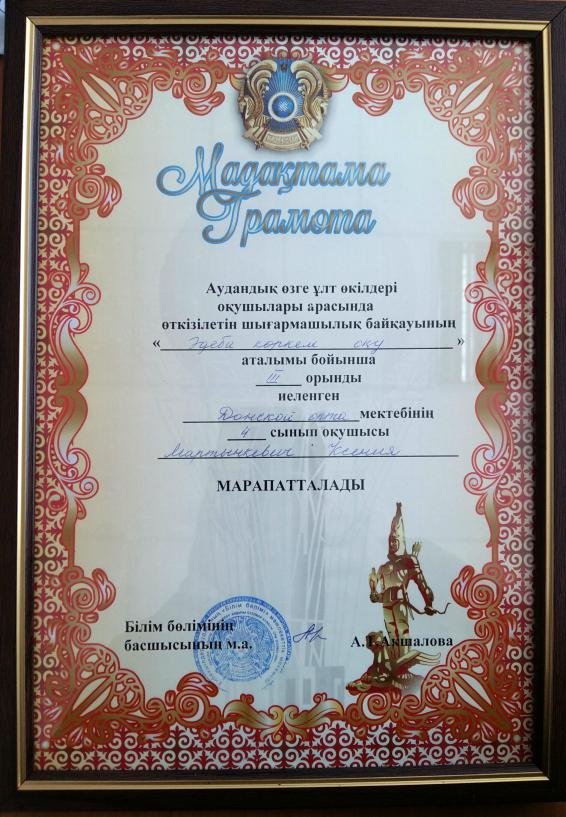 Мадақтама
Грамота
Аудандық өзге ұлт өкілдері
оқушылары арасында
өткізілетін шығармашылық байқауының
« Әдеби көркем оқу »
аталымы бойынша
III орынды
иеленген
Донской орта мектебінің
4 сынып оқушысы
Мартынкевич Ксения
МАРАПАТТАЛАДЫ
Білім бөлімінің
басшысының м.а.
А.Т.Акшалова